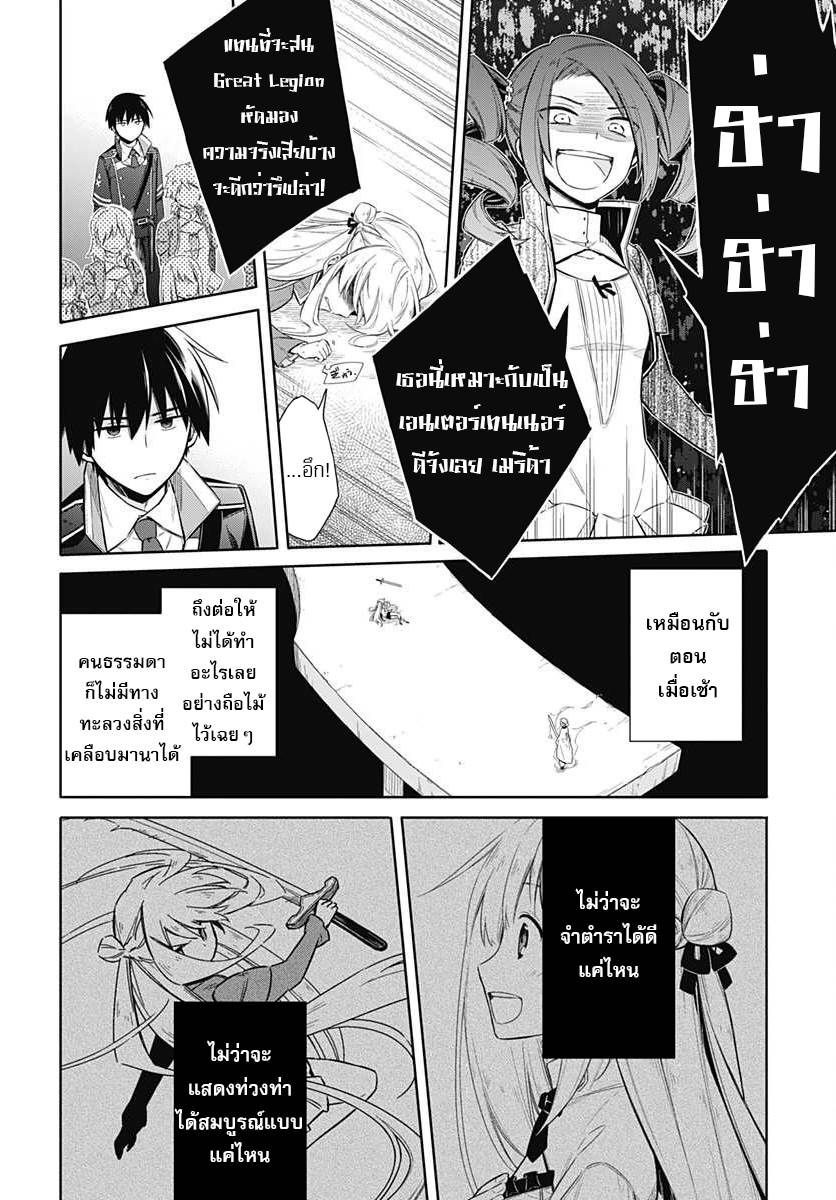 ฮ่า
ฮ่า
ฮ่า
แทนที่จะสน
Great Legion
หัดมอง
ความจริงเสียบ้าง
จะดีกว่ารึเปล่า!
เธอนี่เหมาะกับเป็น
เอนเตอร์เทนเนอร์
ดีจังเลย เมริด้า
...อึก!
เหมือนกับ
ตอน
เมื่อเช้า
ถึงต่อให้
ไม่ได้ทำ
อะไรเลย
อย่างถือไม้
ไว้เฉยๆ
คนธรรมดา
ก็ไม่มีทาง
ทะลวงสิ่งที่
เคลือบมานาได้
ไม่ว่าจะ
จำตำราได้ดี
แค่ไหน
ไม่ว่าจะ
แสดงท่วงท่า
ได้สมบูรณ์แบบ
แค่ไหน